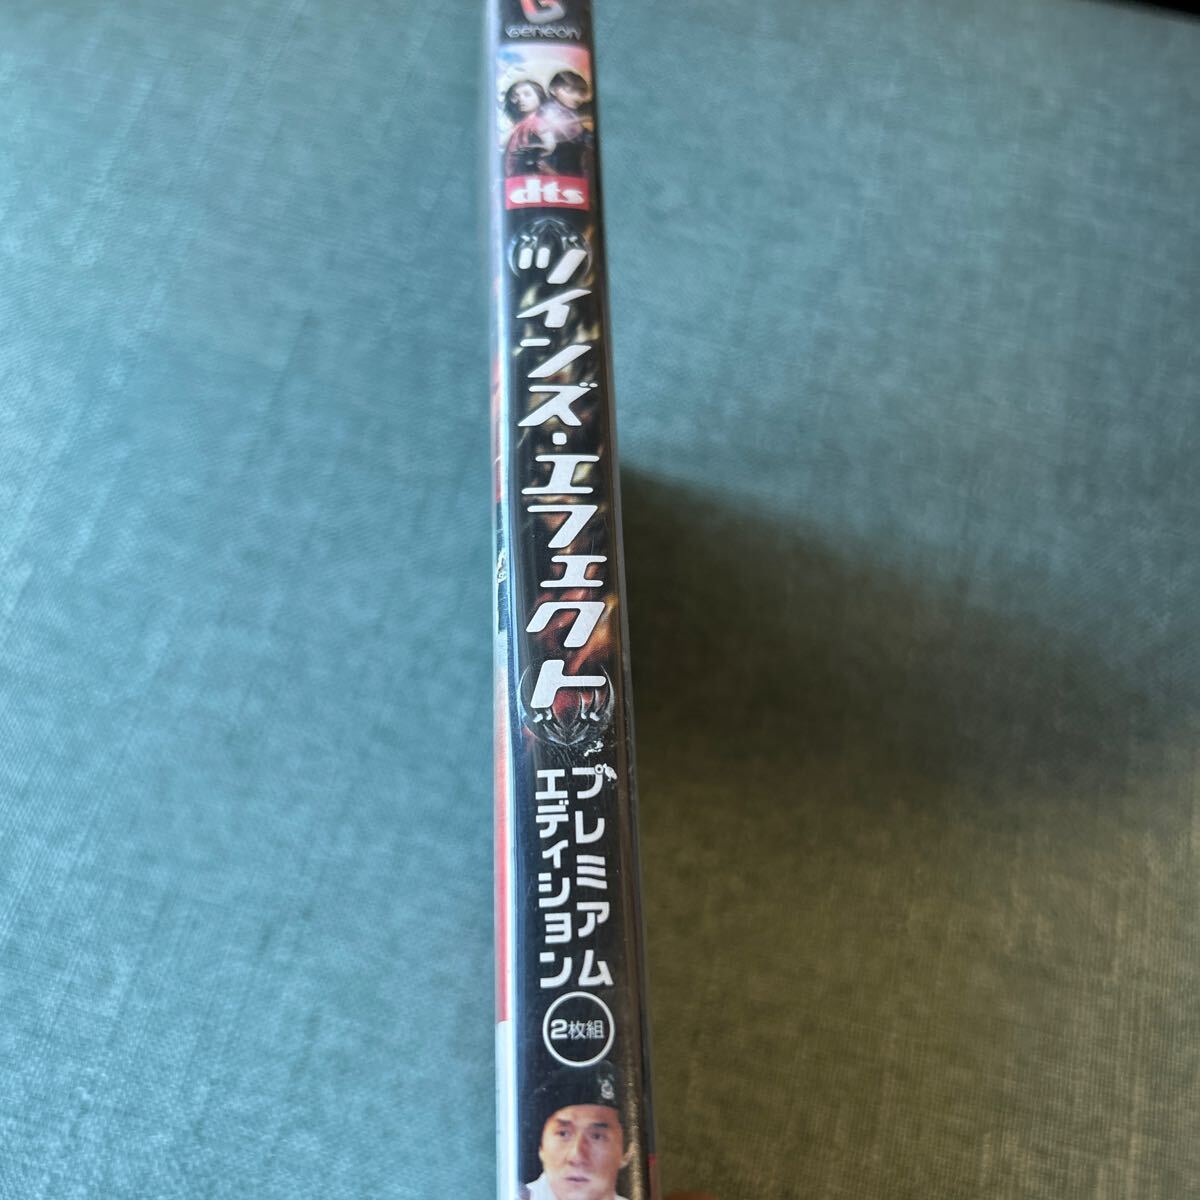 Geneon
dts
ツインズ・エフェクト
プレミアム
エディション
2枚組